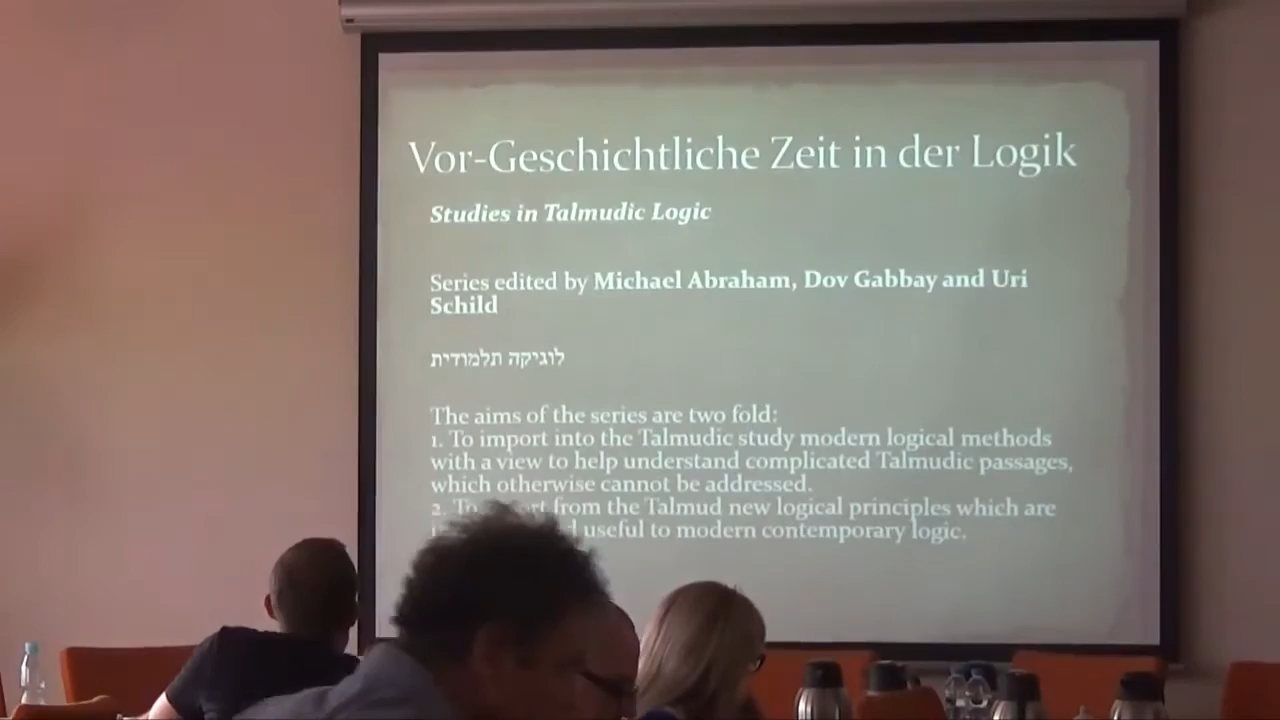 Vor-Geschichtliche Zeit in der Logik
Studies in Talmudic Logic
Series edited by Michael Abraham, Dov Gabbay and Uri
Schild
לוגיקה תלמודית
The aims of the series are two fold:
1. To import into the Talmudic study modern logical methods
with a view to help understand complicated Talmudic passages,
which otherwise cannot be addressed.
2. To from the Talmud new logical principles which are
useful to modern contemporary logic.